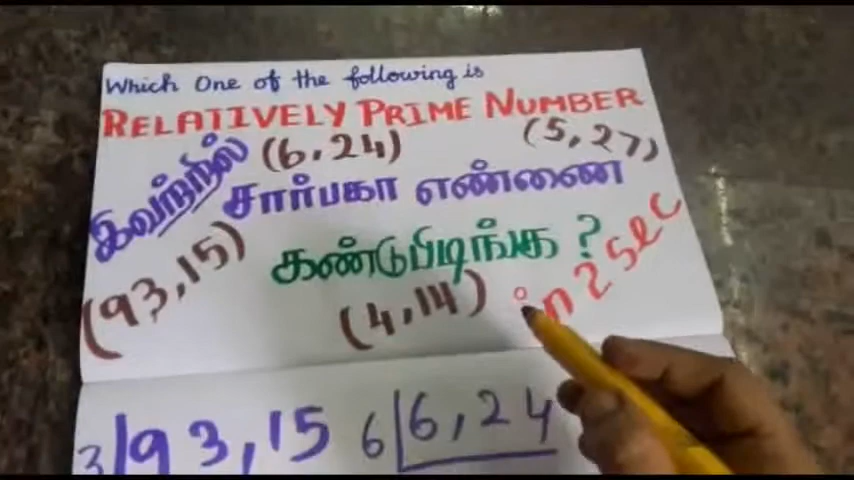 Which One of the following is
RELATIVELY PRIME NUMBER
(6,24) (5,27)
இவற்றில் சார்பகா எண்ணை
(93,15) கண்டுபிடிங்க ?
(4,14) in 2 Sec
3 93,15 6 6,24